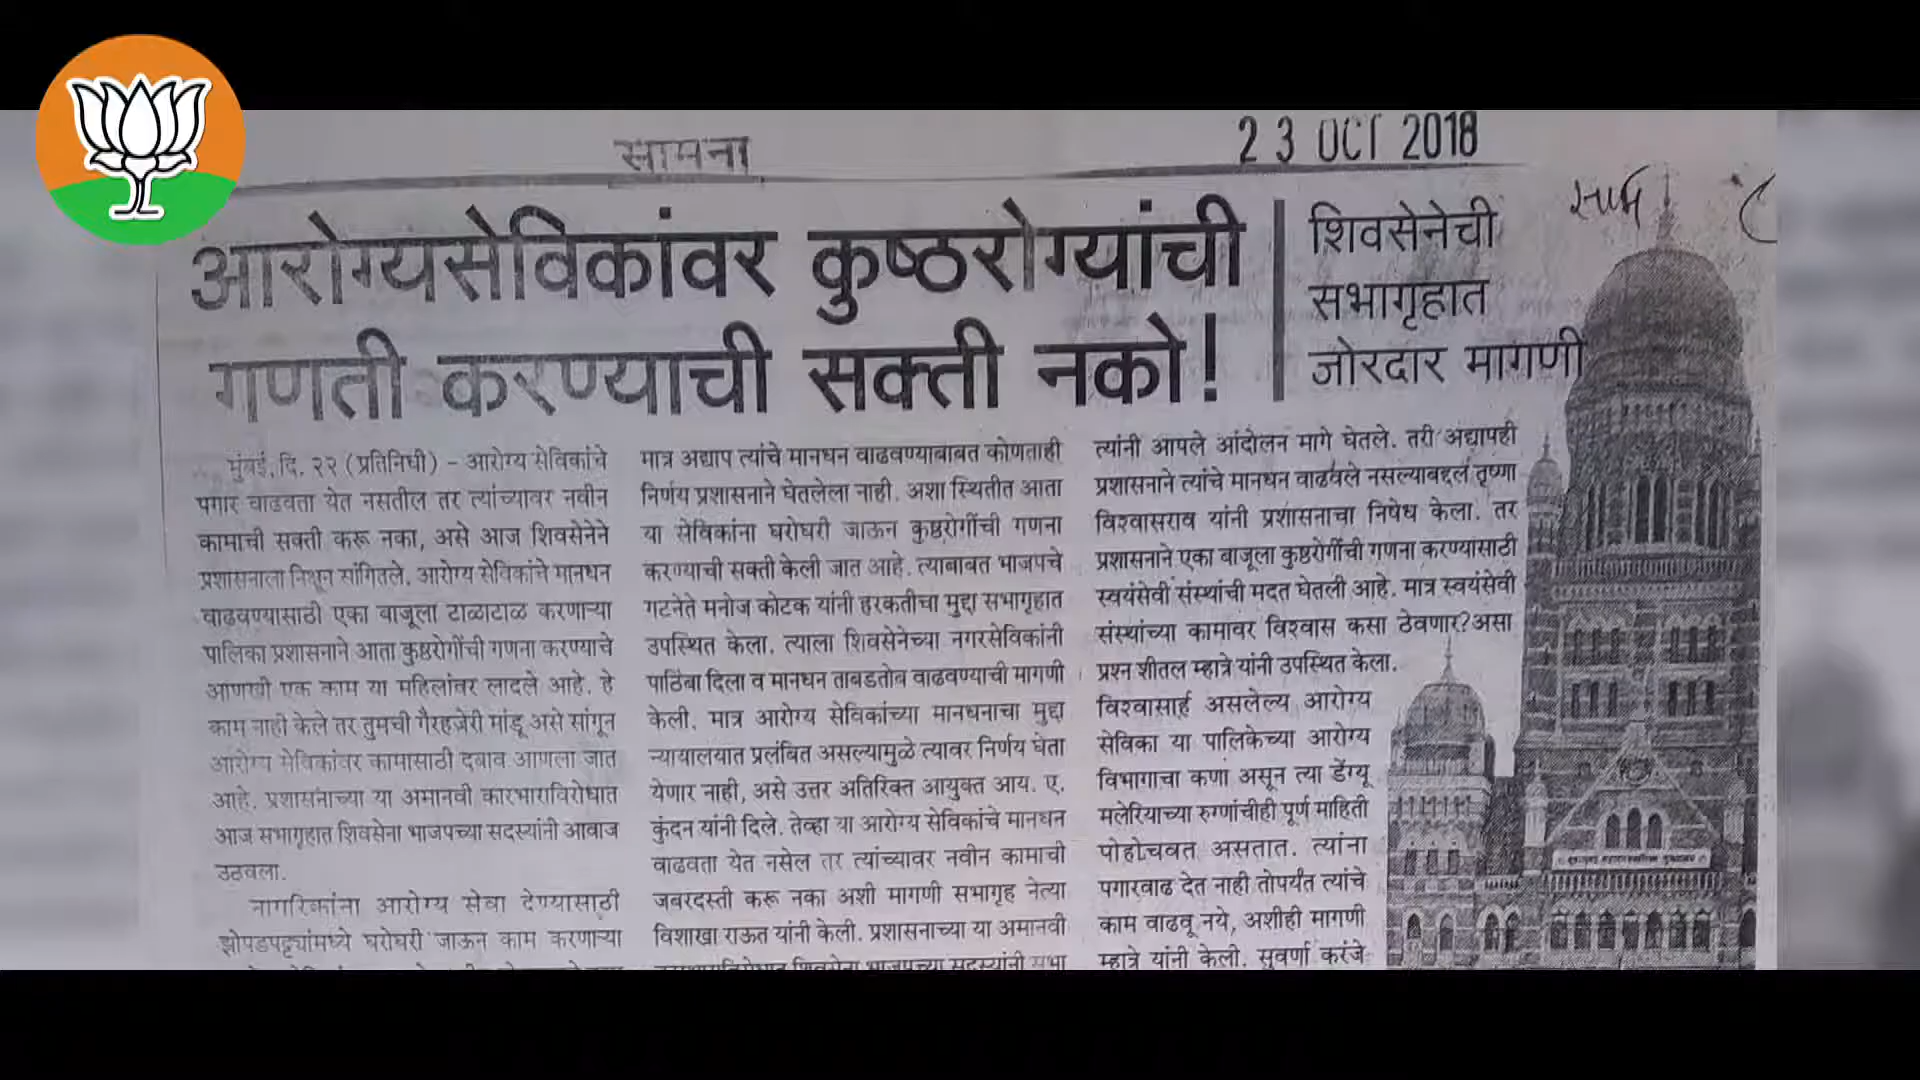 सामना
23 OCT 2018
आरोग्यसेविकांवर कुष्ठरोग्यांची
गणती करण्याची सक्ती नको!
शिवसेनेची
सभागृहात
जोरदार मागणी
मुंबई, दि. २२ (प्रतिनिधी) - आरोग्य सेविकांचे
पगार वाढवता येत नसतील तर त्यांच्यावर नवीन
कामाची सक्ती करू नका, असे आज शिवसेनेने
प्रशासनाला निक्षून सांगितले. आरोग्य सेविकांचे मानधन
वाढवण्यासाठी एका बाजूला टाळाटाळ करणाऱ्या
पालिका प्रशासनाने आता कुष्ठरोगींची गणना करण्याचे
आणखी एक काम या महिलांवर लादले आहे. हे
काम नाही केले तर तुमची गैरहजेरी मांडू असे सांगून
आरोग्य सेविकांवर कामासाठी दबाव आणला जात
आहे. प्रशासनाच्या या अमानवी कारभाराविरोधात
आज सभागृहात शिवसेना भाजपच्या सदस्यांनी आवाज
उठवला.
नागरिकांना आरोग्य सेवा देण्यासाठी
झोपडपट्ट्यांमध्ये घरोघरी जाऊन काम करणाऱ्या
मात्र अद्याप त्यांचे मानधन वाढवण्याबाबत कोणताही
निर्णय प्रशासनाने घेतलेला नाही. अशा स्थितीत आता
या सेविकांना घरोघरी जाऊन कुष्ठरोगींची गणना
करण्याची सक्ती केली जात आहे. त्याबाबत भाजपचे
गटनेते मनोज कोटक यांनी हरकतीचा मुद्दा सभागृहात
उपस्थित केला. त्याला शिवसेनेच्या नगरसेविकांनी
पाठिंबा दिला व मानधन ताबडतोब वाढवण्याची मागणी
केली. मात्र आरोग्य सेविकांच्या मानधनाचा मुद्दा
न्यायालयात प्रलंबित असल्यामुळे त्यावर निर्णय घेता
येणार नाही, असे उत्तर अतिरिक्त आयुक्त आय. ए.
कुंदन यांनी दिले. तेव्हा या आरोग्य सेविकांचे मानधन
वाढवता येत नसेल तर त्यांच्यावर नवीन कामाची
जबरदस्ती करू नका अशी मागणी सभागृह नेत्या
विशाखा राऊत यांनी केली. प्रशासनाच्या या अमानवी
शिवसेना भाजपच्या सदस्यांनी सभा
त्यांनी आपले आंदोलन मागे घेतले. तरी अद्यापही
प्रशासनाने त्यांचे मानधन वाढवले नसल्याबद्दल तृष्णा
विश्वासराव यांनी प्रशासनाचा निषेध केला. तर
प्रशासनाने एका बाजूला कुष्ठरोगींची गणना करण्यासाठी
स्वयंसेवी संस्थांची मदत घेतली आहे. मात्र स्वयंसेवी
संस्थांच्या कामावर विश्वास कसा ठेवणार? असा
प्रश्न शीतल म्हात्रे यांनी उपस्थित केला.
विश्वासार्ह असलेल्य आरोग्य
सेविका या पालिकेच्या आरोग्य
विभागाचा कणा असून त्या डेंग्यू
मलेरियाच्या रुग्णांचीही पूर्ण माहिती
पोहोचवत असतात. त्यांना
पगारवाढ देत नाही तोपर्यंत त्यांचे
काम वाढवू नये, अशीही मागणी
म्हात्रे यांनी केली. सुवर्णा करंजे